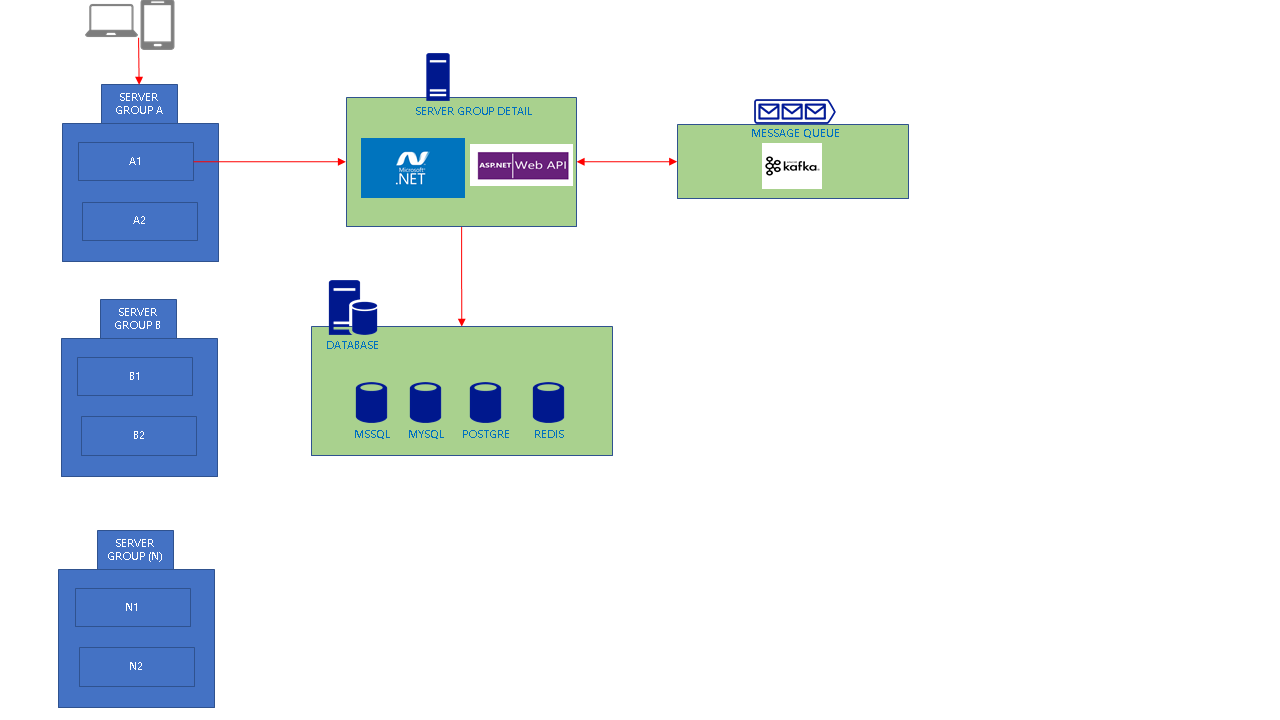 SERVER
GROUP A
A1
A2
SERVER GROUP DETAIL
Microsoft
.NET
ASP.NET Web API
MESSAGE QUEUE
kafka
SERVER
GROUP B
B1
B2
DATABASE
MSSQL
MYSQL
POSTGRE
REDIS
SERVER
GROUP (N)
N1
N2